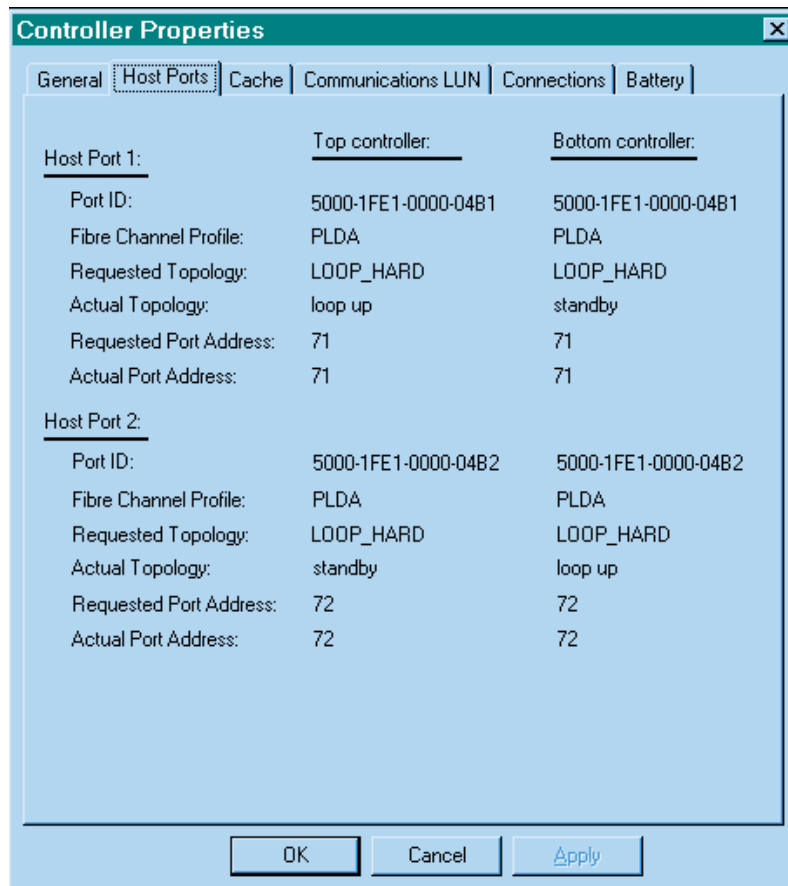 Controller Properties
General Host Ports Cache Communications LUN Connections Battery
Top controller: Bottom controller:
Host Port 1:
Port ID: 5000-1FE1-0000-04B1 5000-1FE1-0000-04B1
Fibre Channel Profile: PLDA PLDA
Requested Topology: LOOP_HARD LOOP_HARD
Actual Topology: loop up standby
Requested Port Address: 71 71
Actual Port Address: 71 71
Host Port 2:
Port ID: 5000-1FE1-0000-04B2 5000-1FE1-0000-04B2
Fibre Channel Profile: PLDA PLDA
Requested Topology: LOOP_HARD LOOP_HARD
Actual Topology: standby loop up
Requested Port Address: 72 72
Actual Port Address: 72 72
OK Cancel Apply